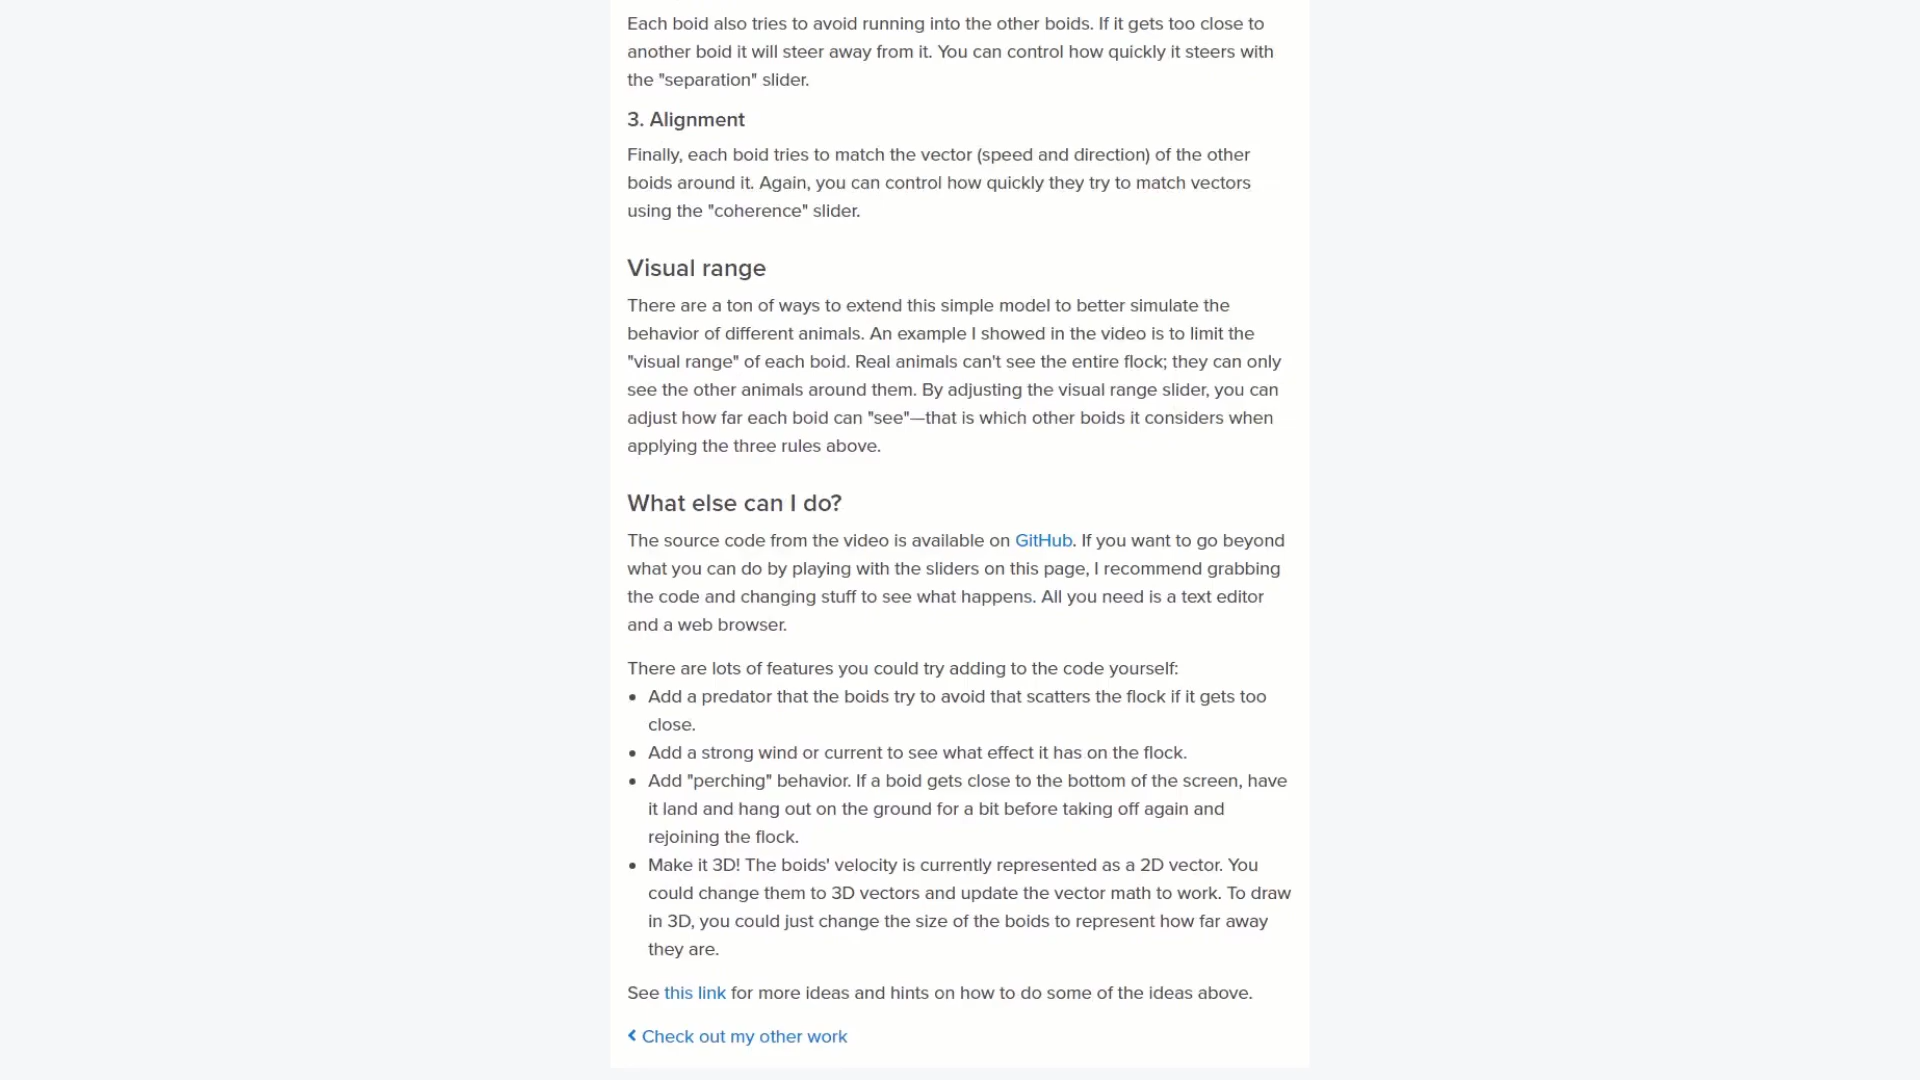 Each boid also tries to avoid running into the other boids. If it gets too close to
another boid it will steer away from it. You can control how quickly it steers with
the "separation" slider.
3. Alignment
Finally, each boid tries to match the vector (speed and direction) of the other
boids around it. Again, you can control how quickly they try to match vectors
using the "coherence" slider.
Visual range
There are a ton of ways to extend this simple model to better simulate the
behavior of different animals. An example I showed in the video is to limit the
"visual range" of each boid. Real animals can't see the entire flock; they can only
see the other animals around them. By adjusting the visual range slider, you can
adjust how far each boid can "see"—that is which other boids it considers when
applying the three rules above.
What else can I do?
The source code from the video is available on GitHub. If you want to go beyond
what you can do by playing with the sliders on this page, I recommend grabbing
the code and changing stuff to see what happens. All you need is a text editor
and a web browser.
There are lots of features you could try adding to the code yourself:
• Add a predator that the boids try to avoid that scatters the flock if it gets too
close.
• Add a strong wind or current to see what effect it has on the flock.
• Add "perching" behavior. If a boid gets close to the bottom of the screen, have
it land and hang out on the ground for a bit before taking off again and
rejoining the flock.
• Make it 3D! The boids' velocity is currently represented as a 2D vector. You
could change them to 3D vectors and update the vector math to work. To draw
in 3D, you could just change the size of the boids to represent how far away
they are.
See this link for more ideas and hints on how to do some of the ideas above.
Check out my other work